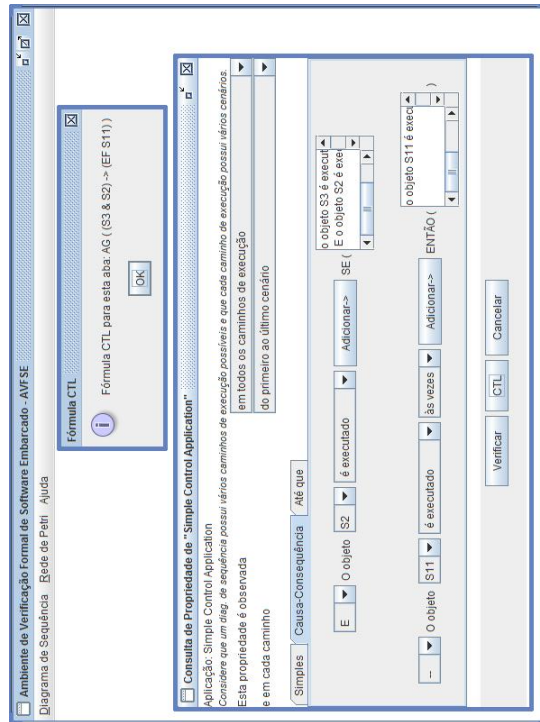 Ambiente de Verificação Formal de Software Embarcado - AVFSE
Diagrama de Sequência Rede de Petri Ajuda
Fórmula CTL
Fórmula CTL para esta aba: AG ( (S3 & S2) -> (EF S11) )
OK
Consulta de Propriedade de "Simple Control Application"
Aplicação: Simple Control Application
Considere que um diag. de sequência possui vários caminhos de execução possíveis e que cada caminho de execução possui vários cenários.
Esta propriedade é observada em todos os caminhos de execução
e em cada caminho do primeiro ao último cenário
Simples Causa-Consequência Até que
E O objeto S2 é executado Adicionar-> SE (
o objeto S3 é execut
E o objeto S2 é exe
-- O objeto S11 é executado às vezes Adicionar-> ENTÃO ( o objeto S11 é exec )
Verificar CTL Cancelar